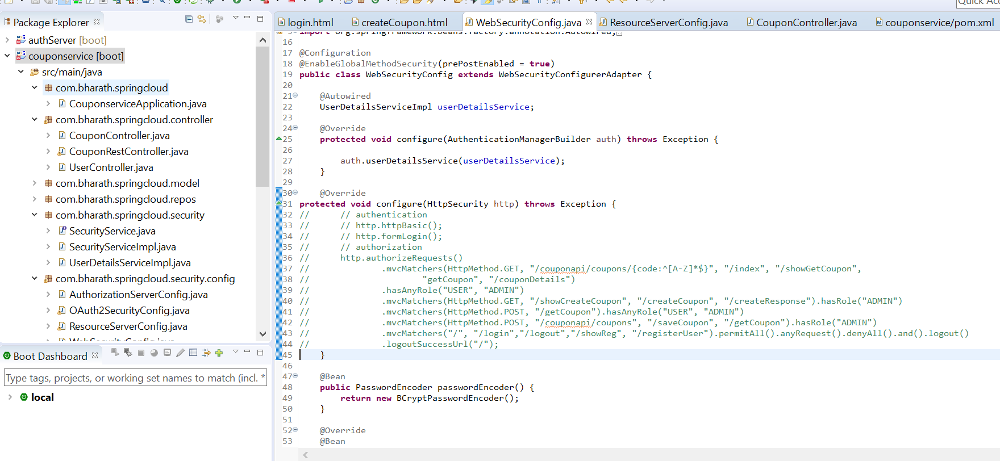 Quick Acc
Package Explorer
authServer [boot]
couponservice [boot]
src/main/java
com.bharath.springcloud
CouponserviceApplication.java
com.bharath.springcloud.controller
CouponController.java
CouponRestController.java
UserController.java
com.bharath.springcloud.model
com.bharath.springcloud.repos
com.bharath.springcloud.security
SecurityService.java
SecurityServiceImpl.java
UserDetailsServiceImpl.java
com.bharath.springcloud.security.config
AuthorizationServerConfig.java
OAuth2SecurityConfig.java
ResourceServerConfig.java
WebSecurityConfig.java
Boot Dashboard
Type tags, projects, or working set names to match (incl. *
local
login.html createCoupon.html WebSecurityConfig.java ResourceServerConfig.java CouponController.java couponservice/pom.xml
import org.springframework.beans.factory.annotation.Autowired;
16
17 @Configuration
18 @EnableGlobalMethodSecurity(prePostEnabled = true)
19 public class WebSecurityConfig extends WebSecurityConfigurerAdapter {
20
21 @Autowired
22 UserDetailsServiceImpl userDetailsService;
23
24 @Override
25 protected void configure(AuthenticationManagerBuilder auth) throws Exception {
26
27 auth.userDetailsService(userDetailsService);
28 }
29
30 @Override
31 protected void configure(HttpSecurity http) throws Exception {
32 // // authentication
33 // // http.httpBasic();
34 // // http.formLogin();
35 // // authorization
36 // http.authorizeRequests()
37 // .mvcMatchers(HttpMethod.GET, "/couponapi/coupons/{code:^[A-Z]*$}", "/index", "/showGetCoupon",
38 // "getCoupon", "/couponDetails")
39 // .hasAnyRole("USER", "ADMIN")
40 // .mvcMatchers(HttpMethod.GET, "/showCreateCoupon", "/createCoupon", "/createResponse").hasRole("ADMIN")
41 // .mvcMatchers(HttpMethod.POST, "/getCoupon").hasAnyRole("USER", "ADMIN")
42 // .mvcMatchers(HttpMethod.POST, "/couponapi/coupons", "/saveCoupon", "/getCoupon").hasRole("ADMIN")
43 // .mvcMatchers("/", "/login","/logout","/showReg", "/registerUser").permitAll().anyRequest().denyAll().and().logout()
44 // .logoutSuccessUrl("/");
45 }
46
47 @Bean
48 public PasswordEncoder passwordEncoder() {
49 return new BCryptPasswordEncoder();
50 }
51
52 @Override
53 @Bean